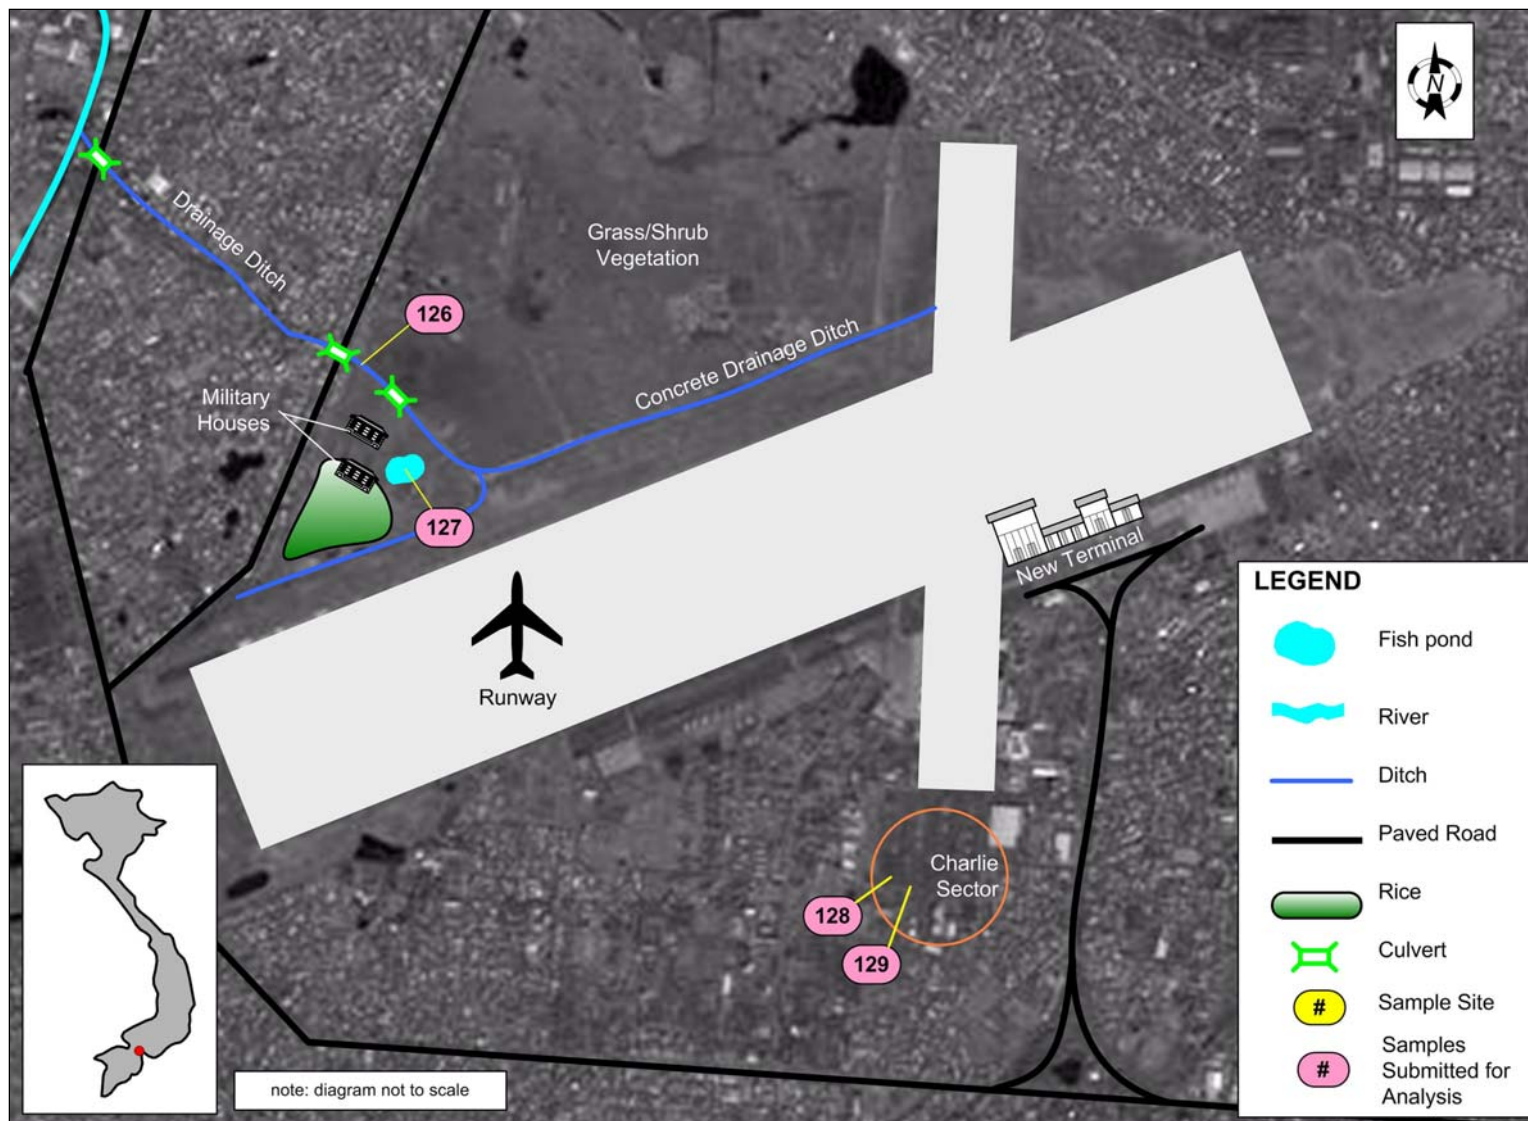 N
Drainage Ditch
Grass/Shrub
Vegetation
126
Concrete Drainage Ditch
Military
Houses
127
New Terminal
Runway
Charlie
Sector
128
129
note: diagram not to scale
LEGEND
Fish pond
River
Ditch
Paved Road
Rice
Culvert
# Sample Site
Samples
# Submitted for
Analysis